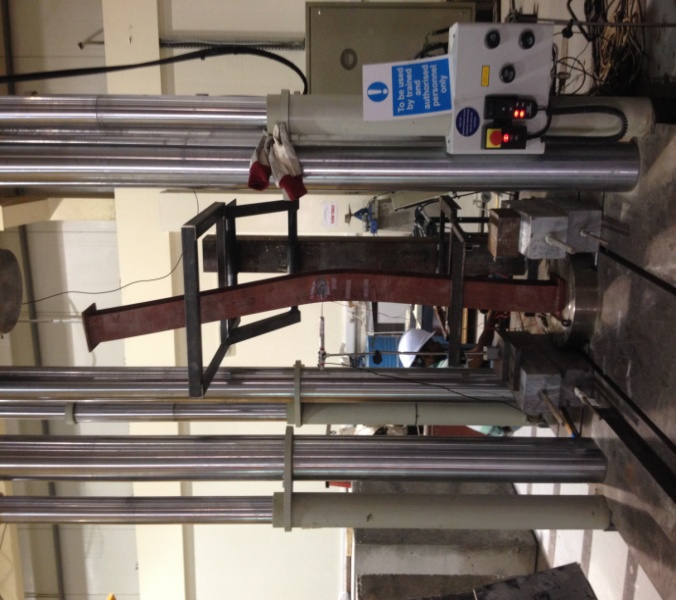 To be used
by trained
and
authorised
personnel
only